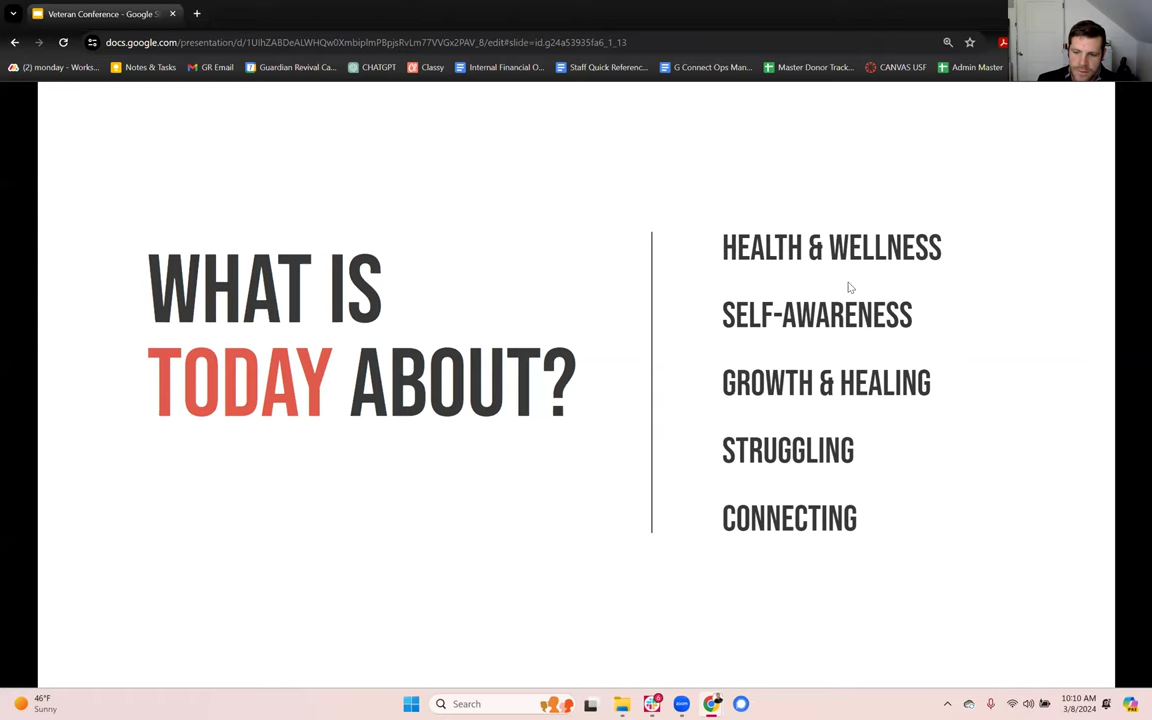 Veteran Conference - Google S
docs.google.com/presentation/d/1UIhZABDeALWHQw0XmbiplmPBpjsRvLm77VVGx2PAV_8/edit#slide=id.g24a53935fa6_1_13
(2) monday - Works...
Notes & Tasks
GR Email
Guardian Revival Ca...
CHATGPT
Classy
Internal Financial O...
Staff Quick Referenc...
G Connect Ops Man...
Master Donor Track...
CANVAS USF
Admin Master
WHAT IS
TODAY ABOUT?
HEALTH & WELLNESS
SELF-AWARENESS
GROWTH & HEALING
STRUGGLING
CONNECTING
46°F
Sunny
Search
10:10 AM
3/8/2024